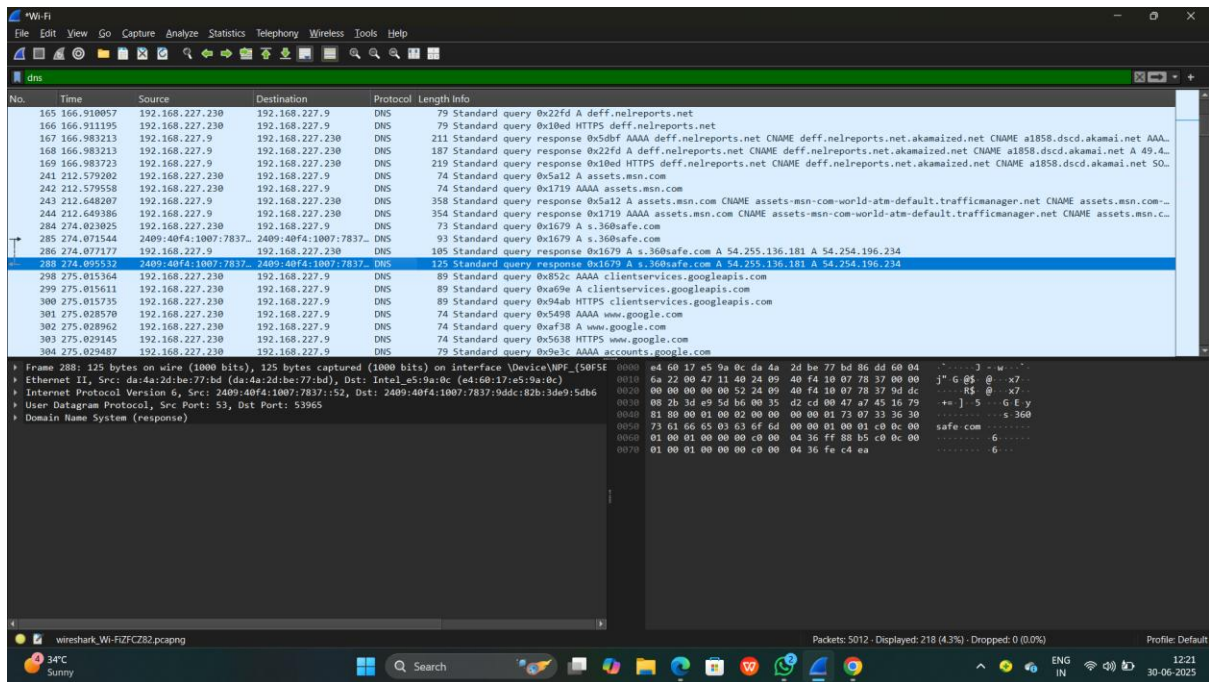 *Wi-Fi
File Edit View Go Capture Analyze Statistics Telephony Wireless Tools Help
dns
No. Time Source Destination Protocol Length Info
165 166.910057 192.168.227.230 192.168.227.9 DNS 79 Standard query 0x22fd A deff.nelreports.net
166 166.911195 192.168.227.230 192.168.227.9 DNS 79 Standard query 0x10ed HTTPS deff.nelreports.net
167 166.983213 192.168.227.9 192.168.227.230 DNS 211 Standard query response 0x5dbf AAAA deff.nelreports.net CNAME deff.nelreports.net.akamaized.net CNAME a1858.dscd.akamai.net AAA…
168 166.983213 192.168.227.9 192.168.227.230 DNS 187 Standard query response 0x22fd A deff.nelreports.net CNAME deff.nelreports.net.akamaized.net CNAME a1858.dscd.akamai.net A 49.4…
169 166.983723 192.168.227.9 192.168.227.230 DNS 219 Standard query response 0x10ed HTTPS deff.nelreports.net CNAME deff.nelreports.net.akamaized.net CNAME a1858.dscd.akamai.net SO…
241 212.579202 192.168.227.230 192.168.227.9 DNS 74 Standard query 0x5a12 A assets.msn.com
242 212.579558 192.168.227.230 192.168.227.9 DNS 74 Standard query 0x1719 AAAA assets.msn.com
243 212.648207 192.168.227.9 192.168.227.230 DNS 358 Standard query response 0x5a12 A assets.msn.com CNAME assets-msn-com-world-atm-default.trafficmanager.net CNAME assets.msn.com-…
244 212.649386 192.168.227.9 192.168.227.230 DNS 354 Standard query response 0x1719 AAAA assets.msn.com CNAME assets-msn-com-world-atm-default.trafficmanager.net CNAME assets.msn.c…
284 274.023025 192.168.227.230 192.168.227.9 DNS 73 Standard query 0x1679 A s.360safe.com
285 274.071544 2409:40f4:1007:7837… 2409:40f4:1007:7837… DNS 93 Standard query 0x1679 A s.360safe.com
286 274.077177 192.168.227.9 192.168.227.230 DNS 105 Standard query response 0x1679 A s.360safe.com A 54.255.136.181 A 54.254.196.234
288 274.095532 2409:40f4:1007:7837… 2409:40f4:1007:7837… DNS 125 Standard query response 0x1679 A s.360safe.com A 54.255.136.181 A 54.254.196.234
298 275.015364 192.168.227.230 192.168.227.9 DNS 89 Standard query 0x852c AAAA clientservices.googleapis.com
299 275.015611 192.168.227.230 192.168.227.9 DNS 89 Standard query 0xa69e A clientservices.googleapis.com
300 275.015735 192.168.227.230 192.168.227.9 DNS 89 Standard query 0x94ab HTTPS clientservices.googleapis.com
301 275.028570 192.168.227.230 192.168.227.9 DNS 74 Standard query 0x5498 AAAA www.google.com
302 275.028962 192.168.227.230 192.168.227.9 DNS 74 Standard query 0xaf38 A www.google.com
303 275.029145 192.168.227.230 192.168.227.9 DNS 74 Standard query 0x5638 HTTPS www.google.com
304 275.029487 192.168.227.230 192.168.227.9 DNS 79 Standard query 0x9e3c AAAA accounts.google.com
Frame 288: 125 bytes on wire (1000 bits), 125 bytes captured (1000 bits) on interface \Device\NPF_{50F5E
Ethernet II, Src: da:4a:2d:be:77:bd (da:4a:2d:be:77:bd), Dst: Intel_e5:9a:0c (e4:60:17:e5:9a:0c)
Internet Protocol Version 6, Src: 2409:40f4:1007:7837::52, Dst: 2409:40f4:1007:7837:9ddc:82b:3de9:5db6
User Datagram Protocol, Src Port: 53, Dst Port: 53965
Domain Name System (response)
0000 e4 60 17 e5 9a 0c da 4a 2d be 77 bd 86 dd 60 04 ·`·····J -·w···`·
0010 6a 22 00 47 11 40 24 09 40 f4 10 07 78 37 00 00 j"·G·@$· @···x7··
0020 00 00 00 00 00 52 24 09 40 f4 10 07 78 37 9d dc ·····R$· @···x7··
0030 08 2b 3d e9 5d b6 00 35 d2 cd 00 47 a7 45 16 79 ·+=·]··5 ···G·E·y
0040 81 80 00 01 00 02 00 00 00 00 01 73 07 33 36 30 ········ ···s·360
0050 73 61 66 65 03 63 6f 6d 00 00 01 00 01 c0 0c 00 safe·com ········
0060 01 00 01 00 00 00 c0 00 04 36 ff 88 b5 c0 0c 00 ········ ·6······
0070 01 00 01 00 00 00 c0 00 04 36 fe c4 ea ········ ·6···
wireshark_Wi-FiZFCZ82.pcapng Packets: 5012 · Displayed: 218 (4.3%) · Dropped: 0 (0.0%) Profile: Default
4 34°C
Sunny
Search
ENG
IN
12:21
30-06-2025